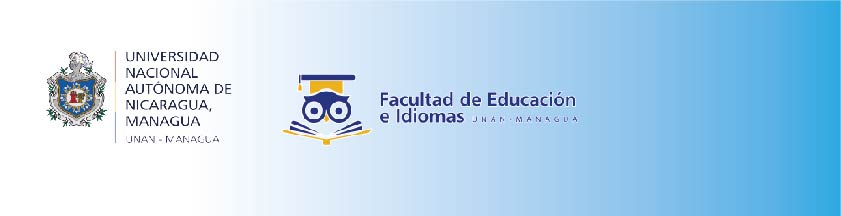 UNIVERSIDAD
NACIONAL
AUTÓNOMA DE
NICARAGUA,
MANAGUA
UNAN - MANAGUA
Facultad de Educación
e Idiomas UNAN - MANAGUA